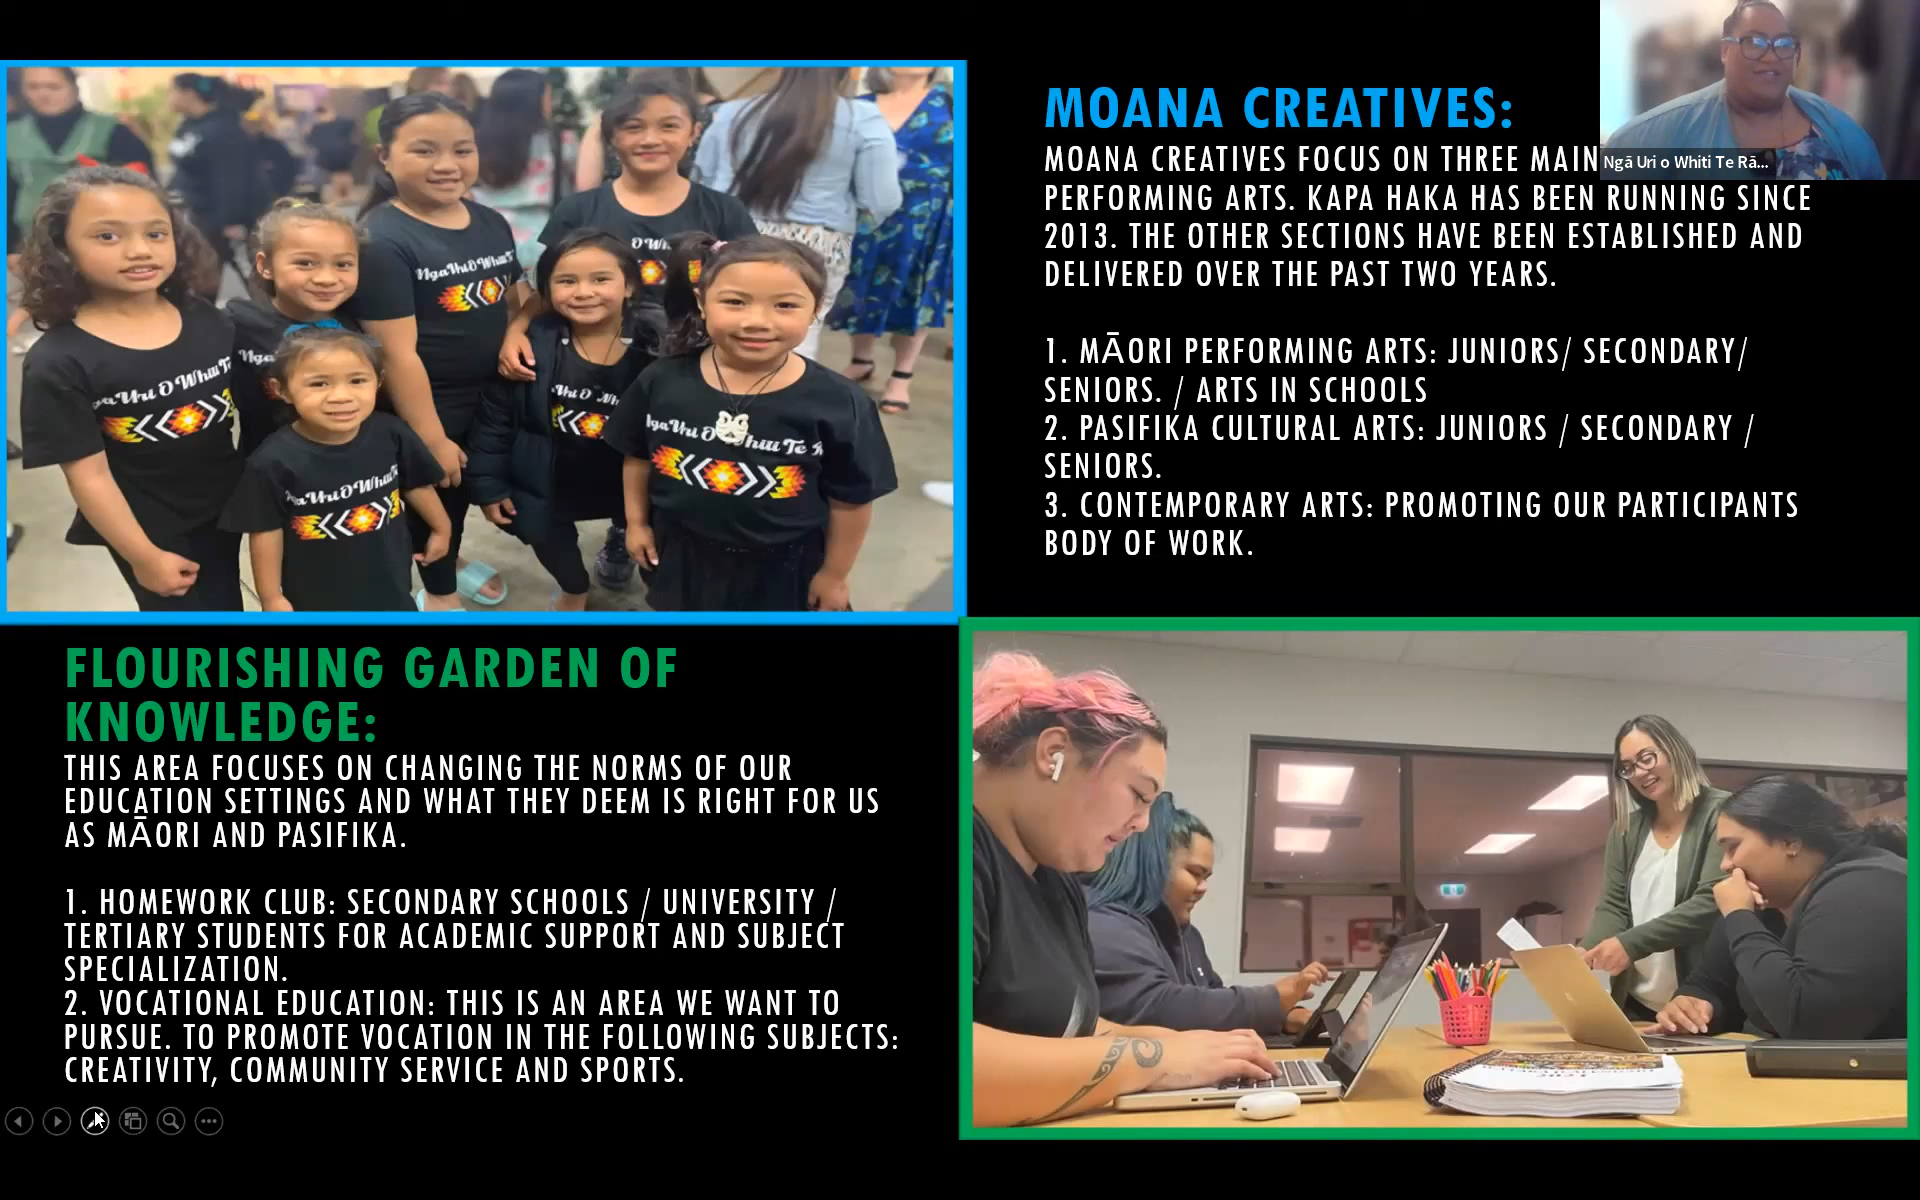 MOANA CREATIVES:
MOANA CREATIVES FOCUS ON THREE MAIN
PERFORMING ARTS. KAPA HAKA HAS BEEN RUNNING SINCE
2013. THE OTHER SECTIONS HAVE BEEN ESTABLISHED AND
DELIVERED OVER THE PAST TWO YEARS.
1. MĀORI PERFORMING ARTS: JUNIORS/ SECONDARY/
SENIORS. / ARTS IN SCHOOLS
2. PASIFIKA CULTURAL ARTS: JUNIORS / SECONDARY /
SENIORS.
3. CONTEMPORARY ARTS: PROMOTING OUR PARTICIPANTS
BODY OF WORK.
Ngā Uri o Whiti Te Rā...
FLOURISHING GARDEN OF
KNOWLEDGE:
THIS AREA FOCUSES ON CHANGING THE NORMS OF OUR
EDUCATION SETTINGS AND WHAT THEY DEEM IS RIGHT FOR US
AS MĀORI AND PASIFIKA.
1. HOMEWORK CLUB: SECONDARY SCHOOLS / UNIVERSITY /
TERTIARY STUDENTS FOR ACADEMIC SUPPORT AND SUBJECT
SPECIALIZATION.
2. VOCATIONAL EDUCATION: THIS IS AN AREA WE WANT TO
PURSUE. TO PROMOTE VOCATION IN THE FOLLOWING SUBJECTS:
CREATIVITY, COMMUNITY SERVICE AND SPORTS.